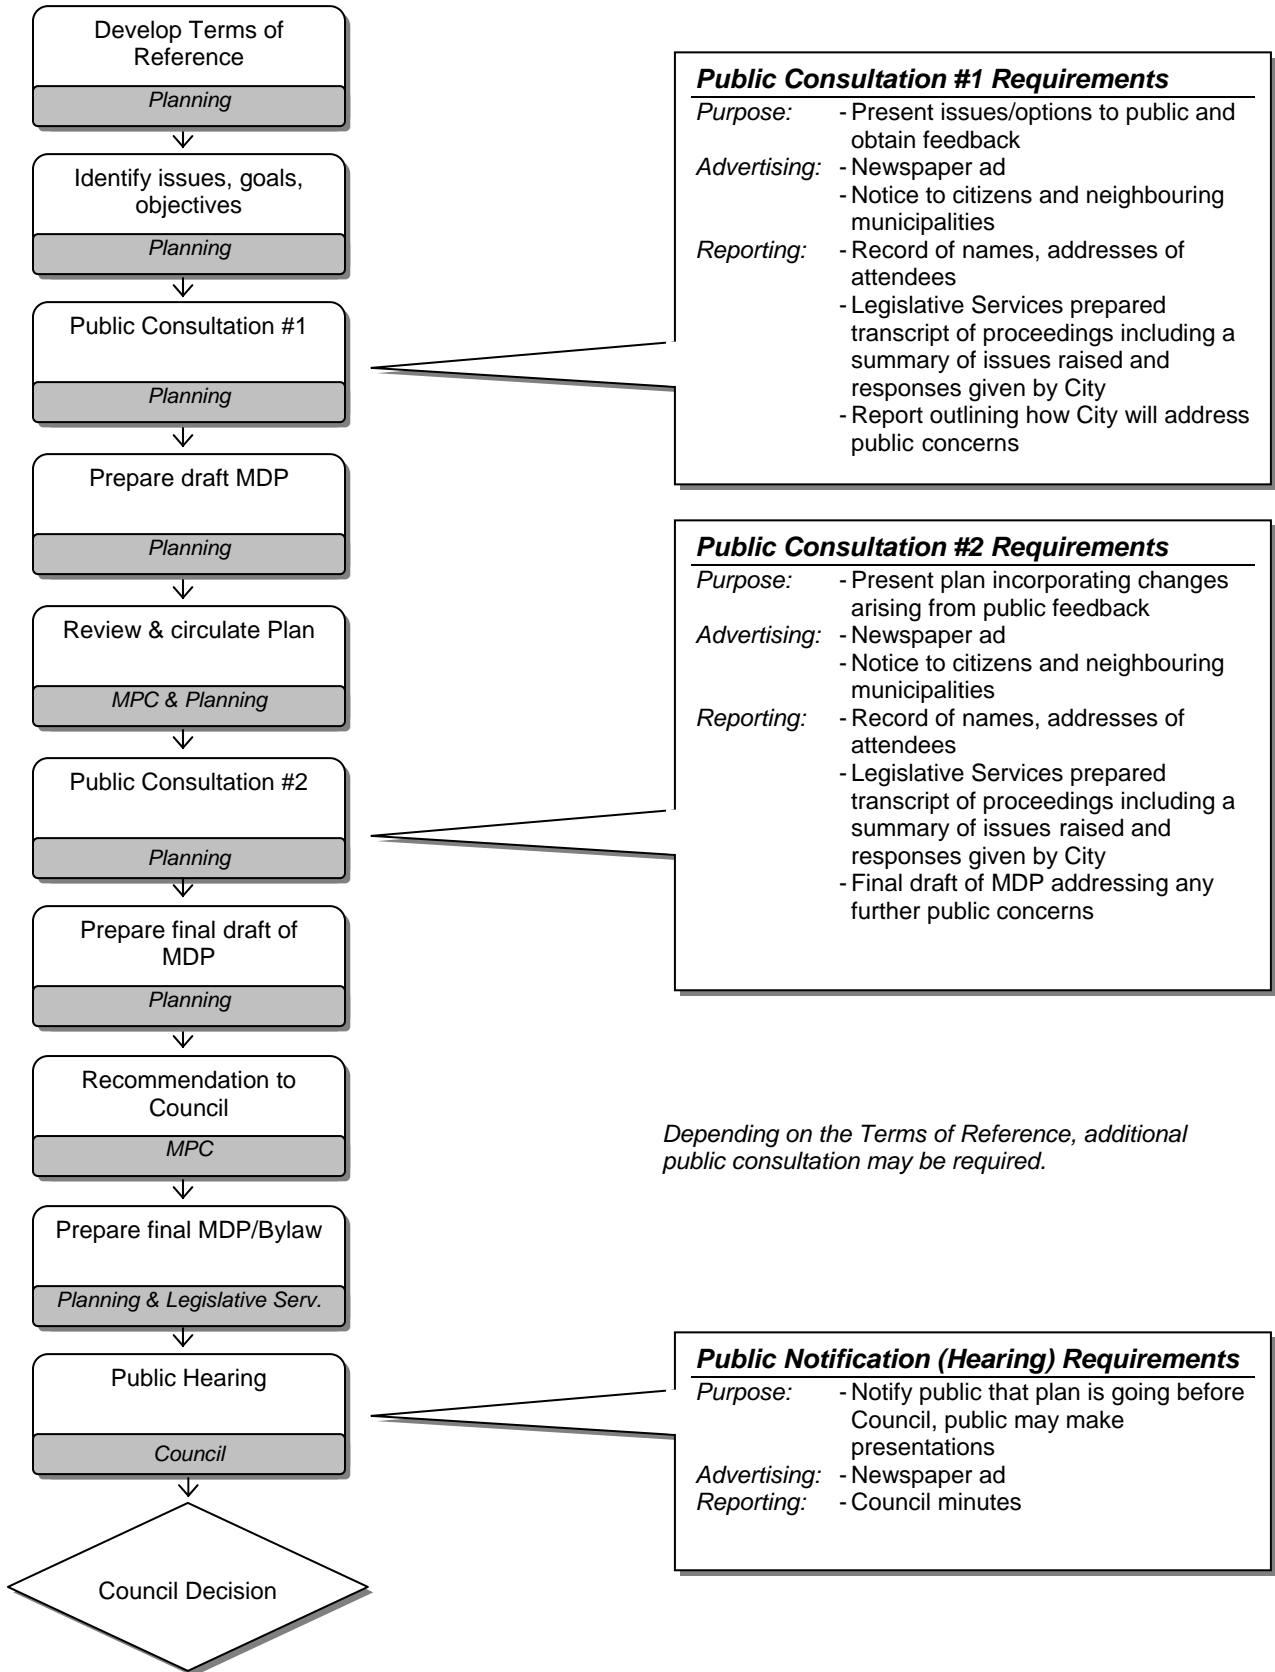 Develop Terms of
Reference
Planning
Identify issues, goals,
objectives
Planning
Public Consultation #1
Planning
Prepare draft MDP
Planning
Review & circulate Plan
MPC & Planning
Public Consultation #2
Planning
Prepare final draft of
MDP
Planning
Recommendation to
Council
MPC
Prepare final MDP/Bylaw
Planning & Legislative Serv.
Public Hearing
Council
Council Decision
Public Consultation #1 Requirements
Purpose: - Present issues/options to public and
obtain feedback
Advertising: - Newspaper ad
- Notice to citizens and neighbouring
municipalities
Reporting: - Record of names, addresses of
attendees
- Legislative Services prepared
transcript of proceedings including a
summary of issues raised and
responses given by City
- Report outlining how City will address
public concerns
Public Consultation #2 Requirements
Purpose: - Present plan incorporating changes
arising from public feedback
Advertising: - Newspaper ad
- Notice to citizens and neighbouring
municipalities
Reporting: - Record of names, addresses of
attendees
- Legislative Services prepared
transcript of proceedings including a
summary of issues raised and
responses given by City
- Final draft of MDP addressing any
further public concerns
Depending on the Terms of Reference, additional
public consultation may be required.
Public Notification (Hearing) Requirements
Purpose: - Notify public that plan is going before
Council, public may make
presentations
Advertising: - Newspaper ad
Reporting: - Council minutes